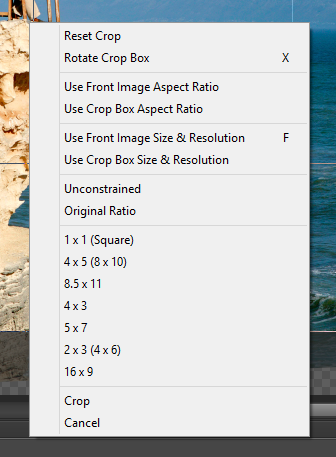 Reset Crop
Rotate Crop Box X
Use Front Image Aspect Ratio
Use Crop Box Aspect Ratio
Use Front Image Size & Resolution F
Use Crop Box Size & Resolution
Unconstrained
Original Ratio
1 x 1 (Square)
4 x 5 (8 x 10)
8.5 x 11
4 x 3
5 x 7
2 x 3 (4 x 6)
16 x 9
Crop
Cancel